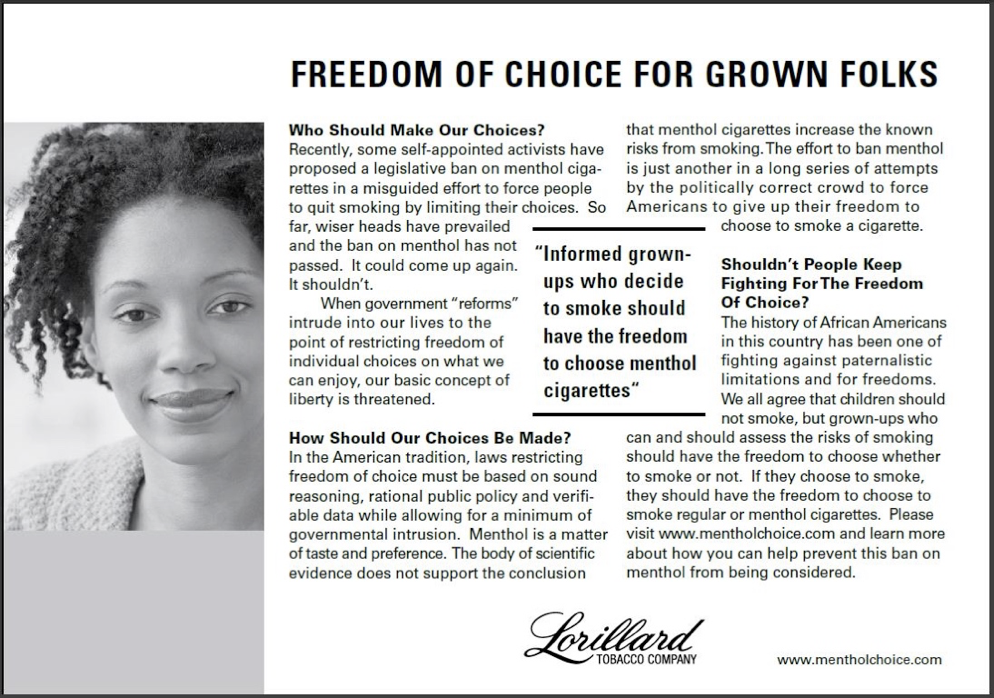 FREEDOM OF CHOICE FOR GROWN FOLKS
Who Should Make Our Choices?
Recently, some self-appointed activists have
proposed a legislative ban on menthol ciga-
rettes in a misguided effort to force people
to quit smoking by limiting their choices.  So
far, wiser heads have prevailed
and the ban on menthol has not
passed.  It could come up again.
It shouldn't.
When government "reforms"
intrude into our lives to the
point of restricting freedom of
individual choices on what we
can enjoy, our basic concept of
liberty is threatened.
How Should Our Choices Be Made?
In the American tradition, laws restricting
freedom of choice must be based on sound
reasoning, rational public policy and verifi-
able data while allowing for a minimum of
governmental intrusion.  Menthol is a matter
of taste and preference. The body of scientific
evidence does not support the conclusion
"Informed grown-
ups who decide
to smoke should
have the freedom
to choose menthol
cigarettes"
that menthol cigarettes increase the known
risks from smoking. The effort to ban menthol
is just another in a long series of attempts
by the politically correct crowd to force
Americans to give up their freedom to
choose to smoke a cigarette.
Shouldn't People Keep
Fighting For The Freedom
Of Choice?
The history of African Americans
in this country has been one of
fighting against paternalistic
limitations and for freedoms.
We all agree that children should
not smoke, but grown-ups who
can and should assess the risks of smoking
should have the freedom to choose whether
to smoke or not.  If they choose to smoke,
they should have the freedom to choose to
smoke regular or menthol cigarettes.  Please
visit www.mentholchoice.com and learn more
about how you can help prevent this ban on
menthol from being considered.
Lorillard
TOBACCO COMPANY
www.mentholchoice.com